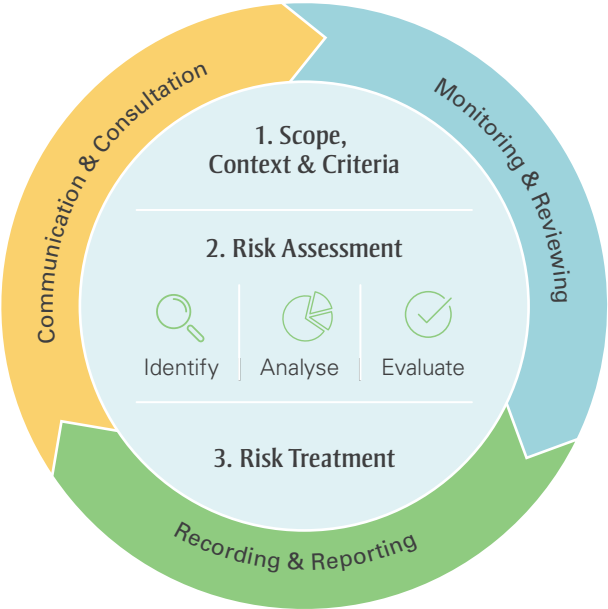 Communication & Consultation
Monitoring & Reviewing
1. Scope,
Context & Criteria
2. Risk Assessment
Identify
Analyse
Evaluate
3. Risk Treatment
Recording & Reporting